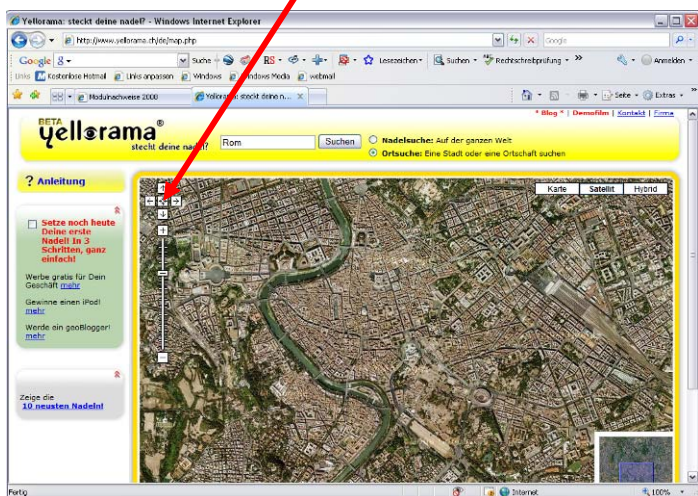 Yellorama: steckt deine nadel? - Windows Internet Explorer
http://www.yellorama.ch/de/map.php
Google
Google
Suche
RS
Lesezeichen
Suchen
Rechtschreibprüfung
»
Anmelden
Links
Kostenlose Hotmail
Links anpassen
Windows
Windows Media
webmail
Modulnachweise 2008
Yellorama: steckt deine n...
Seite
Extras
»
* Blog * | Demofilm | Kontakt | Firma
BETA
yellorama®
stecht deine nadel?
Rom
Suchen
Nadelsuche: Auf der ganzen Welt
Ortsuche: Eine Stadt oder eine Ortschaft suchen
? Anleitung
Karte
Satellit
Hybrid
Setze noch heute
Deine erste
Nadel! In 3
Schritten, ganz
einfach!
Werbe gratis für Dein
Geschäft mehr
Gewinne einen iPod!
mehr
Werde ein geoBlogger!
mehr
Zeige die
10 neusten Nadeln!
Fertig
Internet
100%